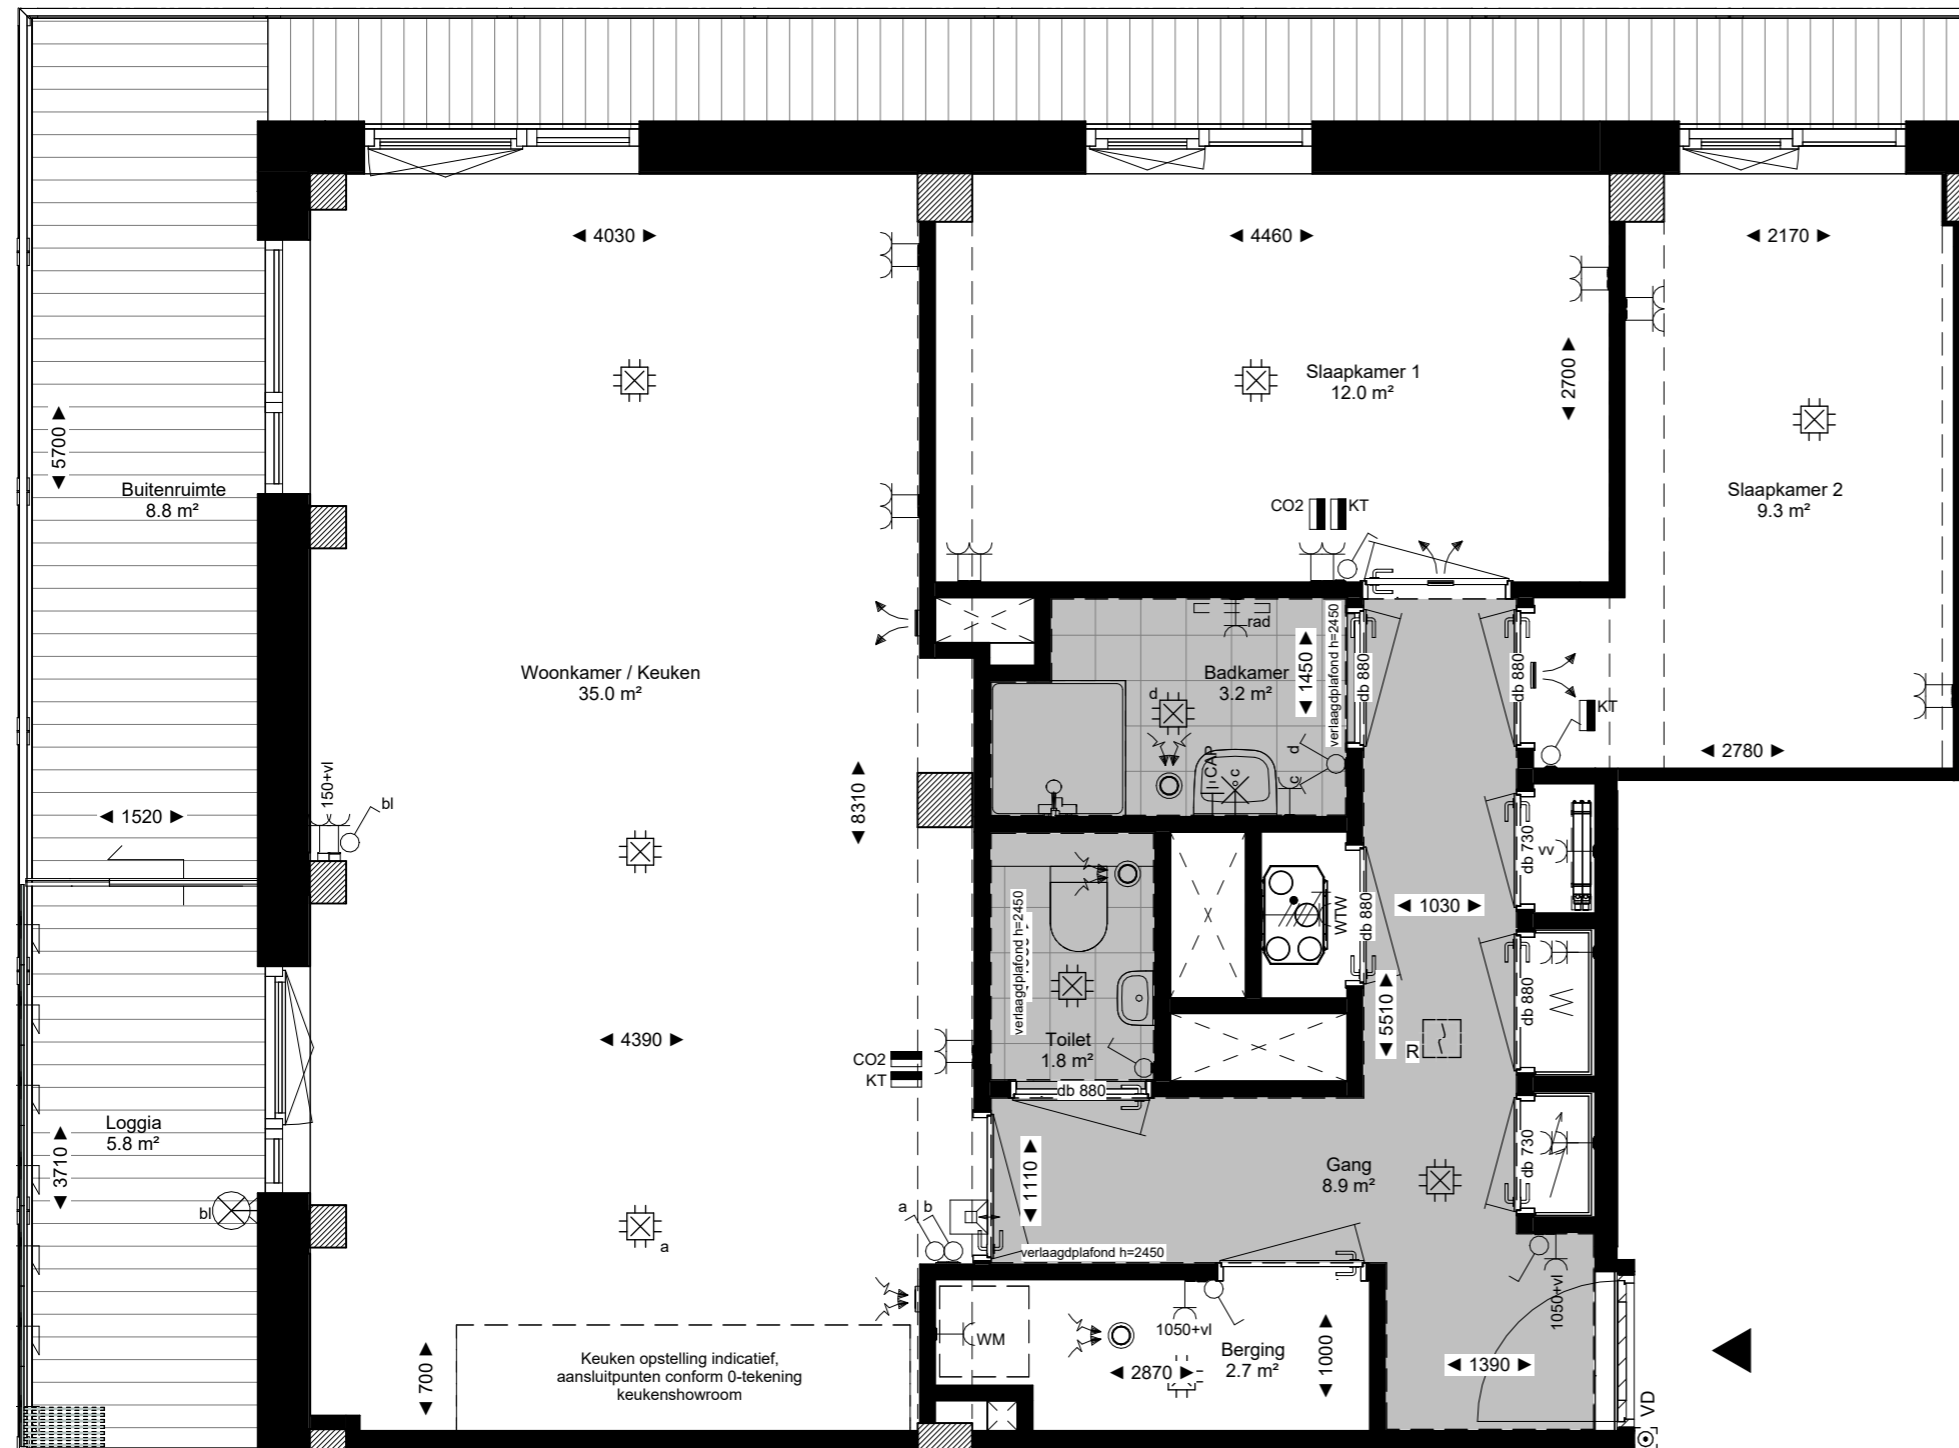 4030
4460
2170
Slaapkamer 1
12.0 m²
2700
5700
Buitenruimte
8.8 m²
CO2
KT
Slaapkamer 2
9.3 m²
rad
1450
verlaagdplafond h=2450
db 880
db 880
Woonkamer / Keuken
35.0 m²
Badkamer
3.2 m²
d
KT
2780
d
CAP
c
c
150+vl
bl
8310
1520
db 730
vv
verlaagdplafond h=2450
WTW
db 880
1030
W
db 880
5510
R
4390
CO2
KT
Toilet
1.8 m²
db 880
Loggia
5.8 m²
3710
1110
Gang
8.9 m²
db 730
bl
a
b
a
verlaagdplafond h=2450
1050+vl
WM
1050+vl
Berging
2.7 m²
2870
1000
1390
700
Keuken opstelling indicatief,
aansluitpunten conform 0-tekening
keukenshowroom
VD